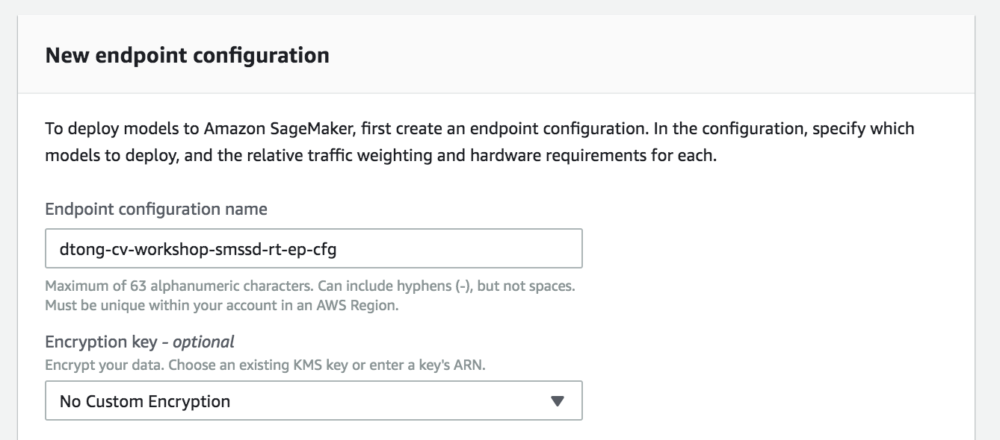 New endpoint configuration
To deploy models to Amazon SageMaker, first create an endpoint configuration. In the configuration, specify which
models to deploy, and the relative traffic weighting and hardware requirements for each.
Endpoint configuration name
dtong-cv-workshop-smssd-rt-ep-cfg
Maximum of 63 alphanumeric characters. Can include hyphens (-), but not spaces.
Must be unique within your account in an AWS Region.
Encryption key - optional
Encrypt your data. Choose an existing KMS key or enter a key's ARN.
No Custom Encryption